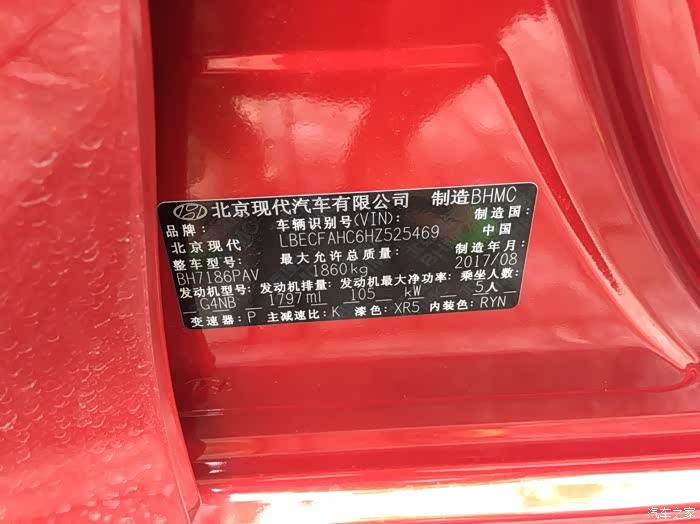 北京现代汽车有限公司 制造BHMC
品牌: 车辆识别号(VIN): 制造国:
北京现代 LBECFAHC6HZ525469 中国
整车型号: 最大允许总质量: 制造年月:
BH7186PAV 1860kg 2017/08
发动机型号: 发动机排量: 发动机最大净功率: 乘坐人数:
G4NB 1797ml 105 kW 5人
变速器: P 主减速比: K 漆色: XR5 内装色: RYN
汽车之家